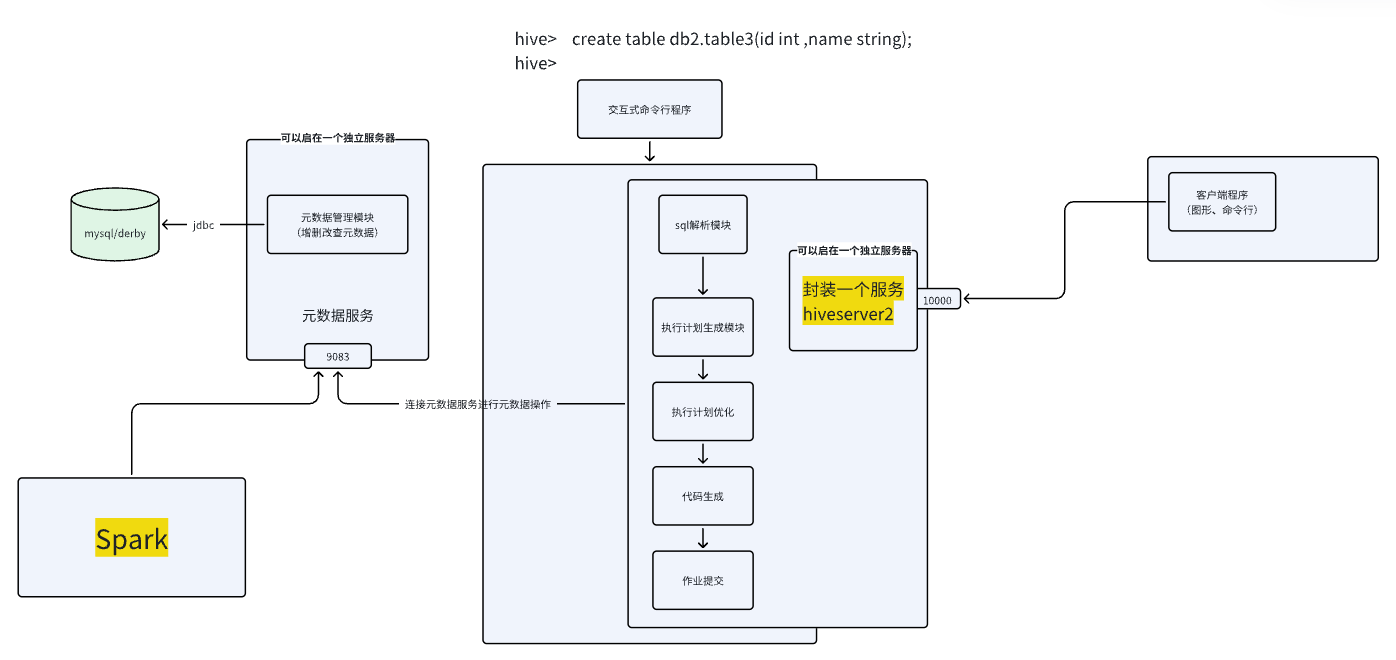 hive> create table db2.table3(id int ,name string);
hive>
交互式命令行程序
可以启在一个独立服务器
元数据管理模块
（增删改查元数据）
jdbc
mysql/derby
元数据服务
9083
连接元数据服务进行元数据操作
Spark
sql解析模块
执行计划生成模块
执行计划优化
代码生成
作业提交
可以启在一个独立服务器
封装一个服务
hiveserver2
10000
客户端程序
（图形、命令行）